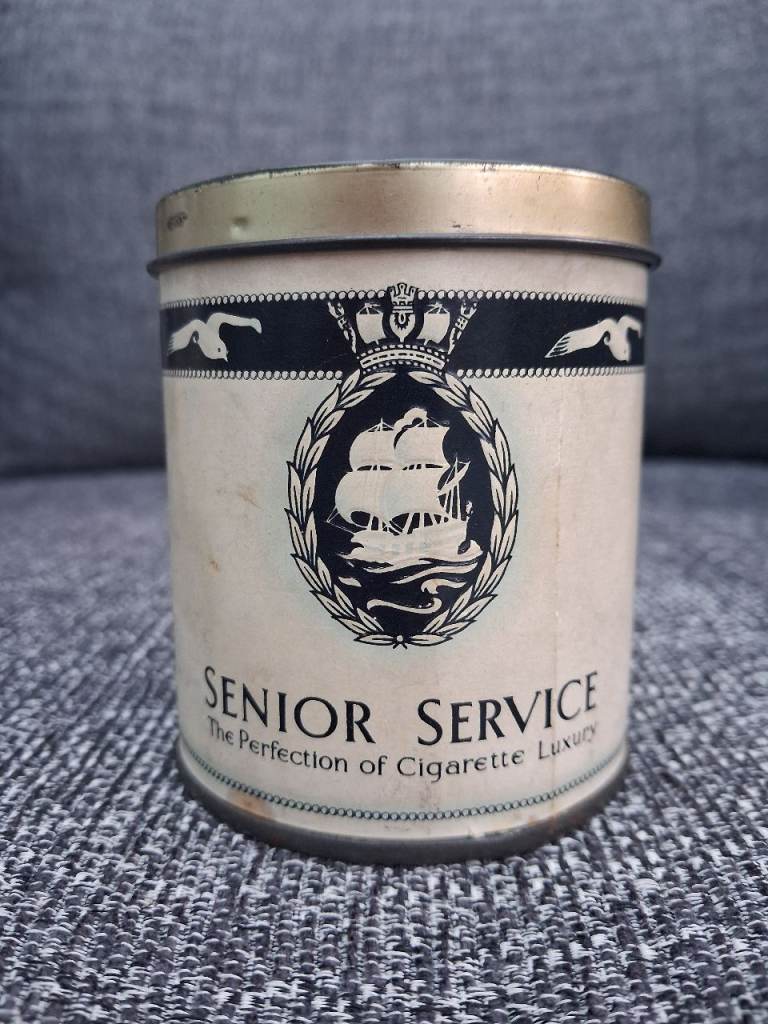 SENIOR SERVICE
The Perfection of Cigarette Luxury